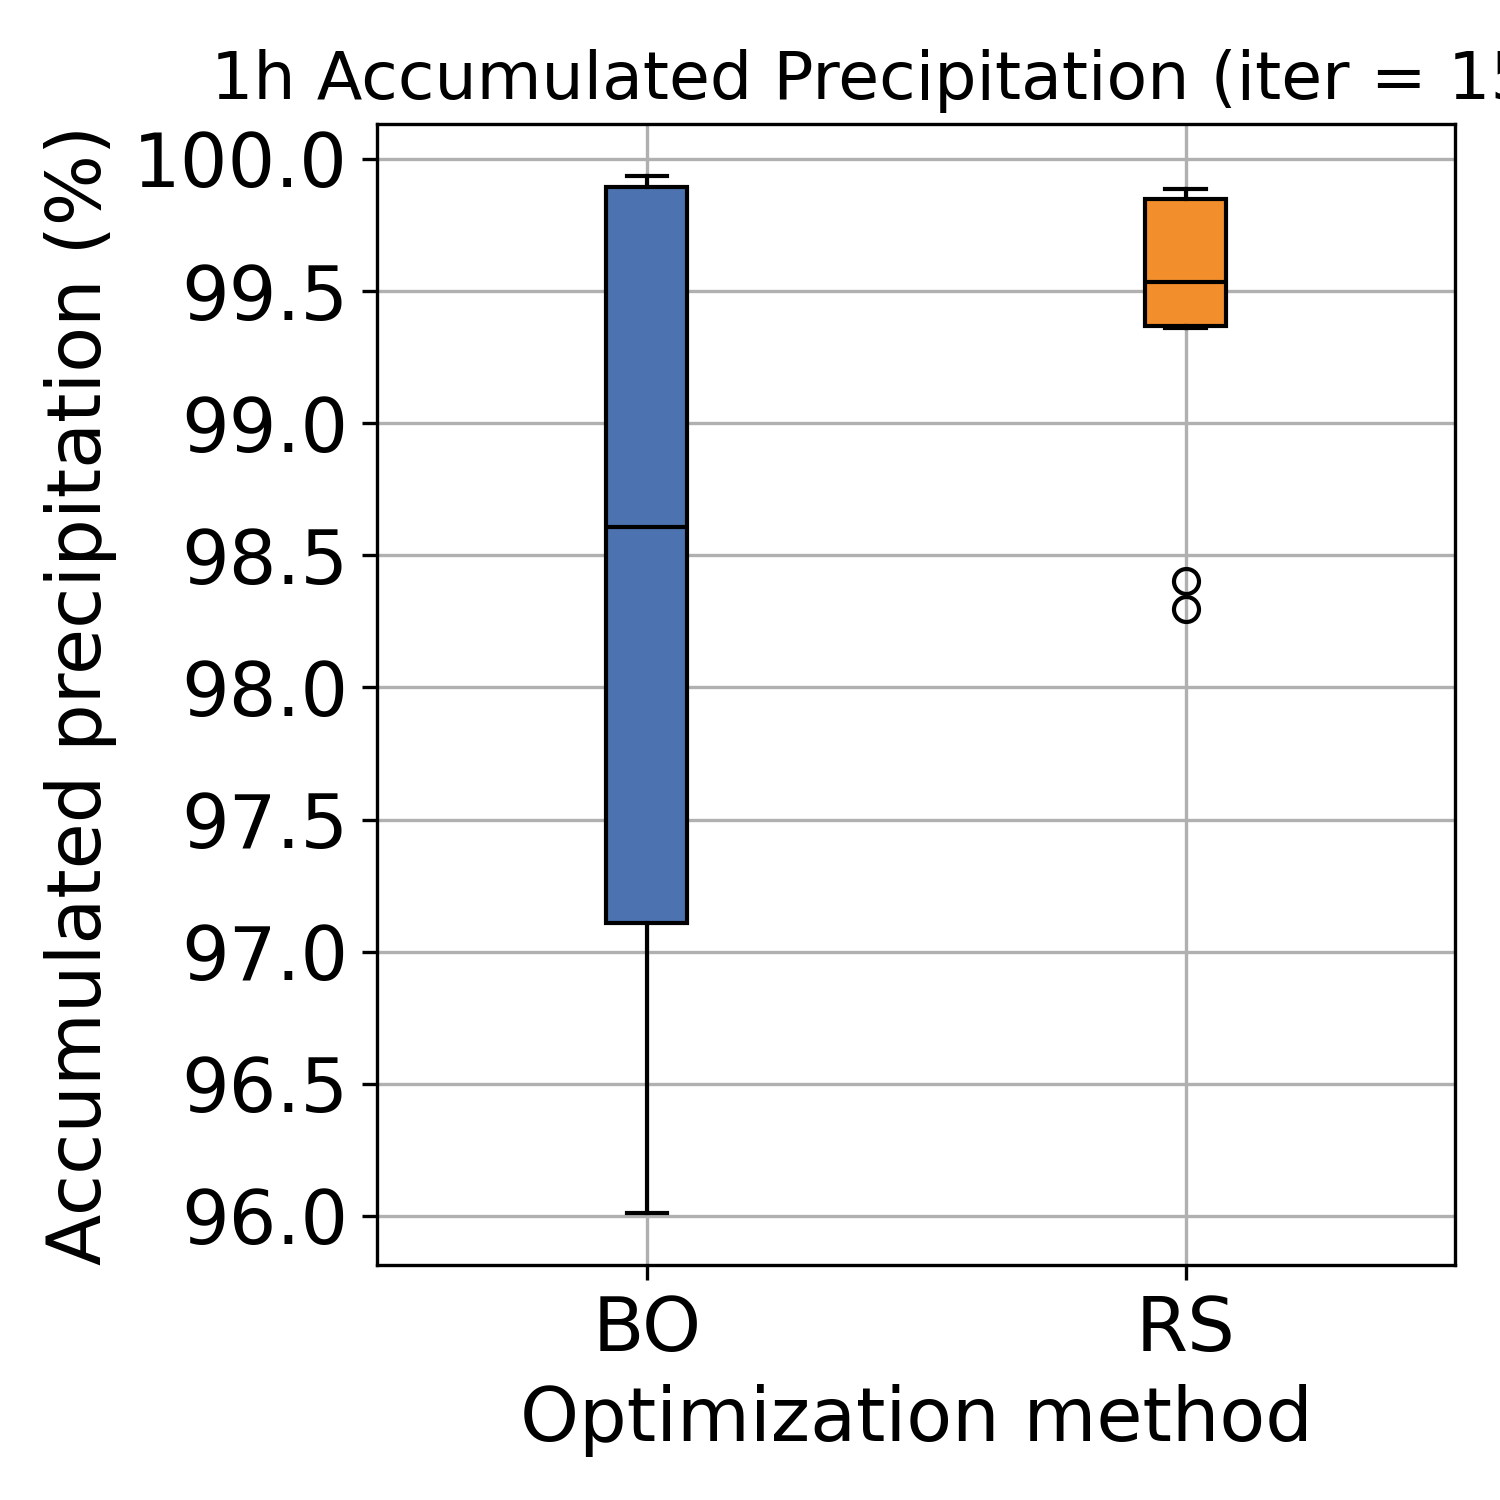 1h Accumulated Precipitation (iter = 15
Accumulated precipitation (%)
100.0
99.5
99.0
98.5
98.0
97.5
97.0
96.5
96.0
BO RS
Optimization method